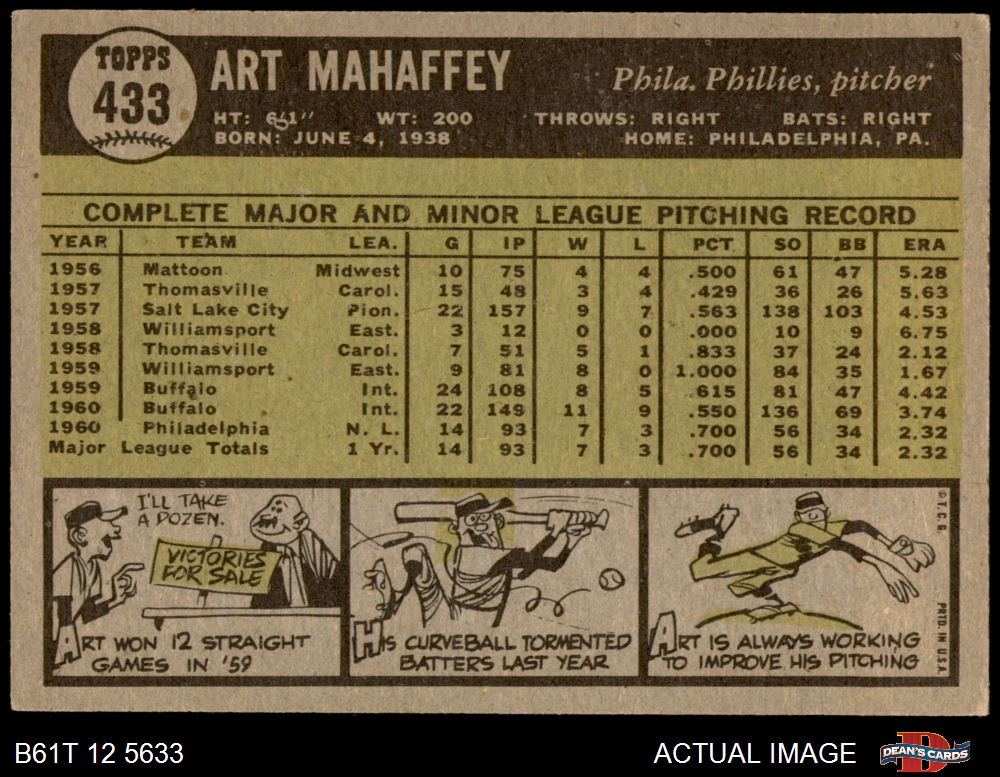 TOPPS
433
ART MAHAFFEY
Phila. Phillies, pitcher
HT: 6'1" WT: 200 THROWS: RIGHT BATS: RIGHT
BORN: JUNE 4, 1938 HOME: PHILADELPHIA, PA.
COMPLETE MAJOR AND MINOR LEAGUE PITCHING RECORD
YEAR TEAM LEA. G IP W L PCT SO BB ERA
1956 Mattoon Midwest 10 75 4 4 .500 61 47 5.28
1957 Thomasville Carol. 15 48 3 4 .429 36 26 5.63
1957 Salt Lake City Pion. 22 157 9 7 .563 138 103 4.53
1958 Williamsport East. 3 12 0 0 .000 10 9 6.75
1958 Thomasville Carol. 7 51 5 1 .833 37 24 2.12
1959 Williamsport East. 9 81 8 0 1.000 84 35 1.67
1959 Buffalo Int. 24 108 8 5 .615 81 47 4.42
1960 Buffalo Int. 22 149 11 9 .550 136 69 3.74
1960 Philadelphia N. L. 14 93 7 3 .700 56 34 2.32
Major League Totals 1 Yr. 14 93 7 3 .700 56 34 2.32
I'LL TAKE
A DOZEN.
VICTORIES
FOR SALE
ART WON 12 STRAIGHT
GAMES IN '59
HIS CURVEBALL TORMENTED
BATTERS LAST YEAR
ART IS ALWAYS WORKING
TO IMPROVE HIS PITCHING
© T. C. G.
PRTD. IN U.S.A.
B61T 12 5633
ACTUAL IMAGE
DEAN'S CARDS